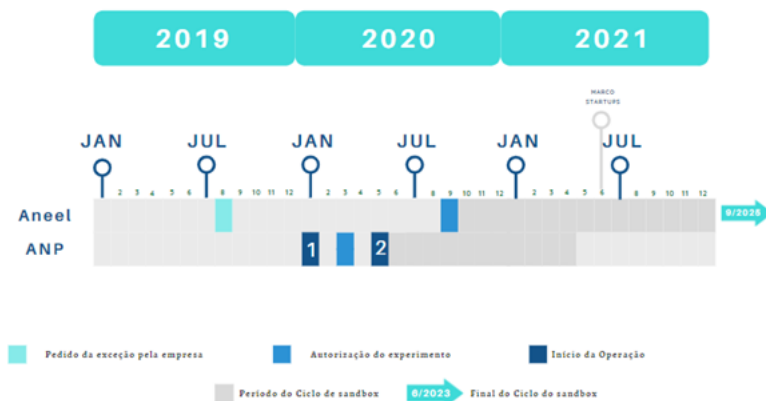 2019 2020 2021
MARCO
STARTUPS
JAN JUL JAN JUL JAN JUL
2 3 4 5 6 8 9 10 11 12 2 3 4 5 6 8 9 10 11 12 2 3 4 5 6 8 9 10 11 12
Aneel 9/2025
ANP 1 2
Pedido da exceção pela empresa Autorização do experimento Início da Operação
Período do Ciclo de sandbox 6/2023 Final do Ciclo do sandbox